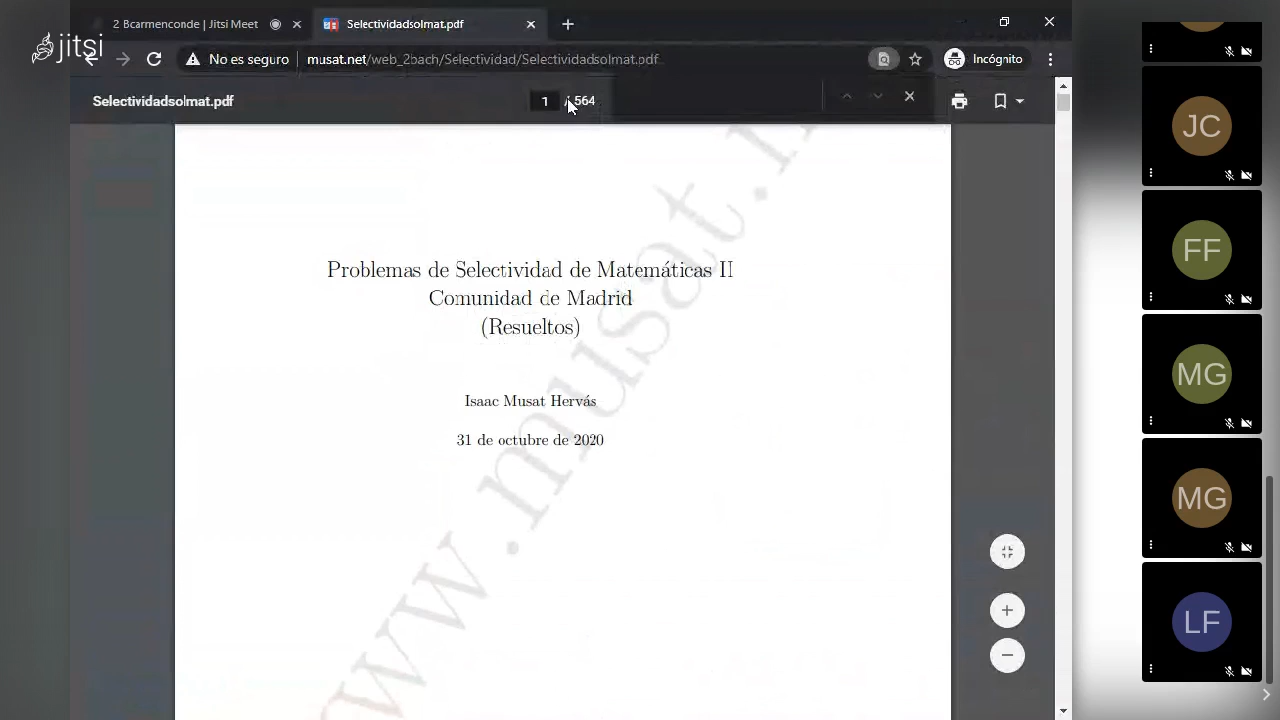 jitsi
2 Bcarmenconde | Jitsi Meet
Selectividadsolmat.pdf
No es seguro
musat.net/web_2bach/Selectividad/Selectividadsolmat.pdf
Incógnito
Selectividadsolmat.pdf
1 / 564
Problemas de Selectividad de Matemáticas II
Comunidad de Madrid
(Resueltos)
Isaac Musat Hervás
31 de octubre de 2020
www.musat.n
JC
FF
MG
MG
LF